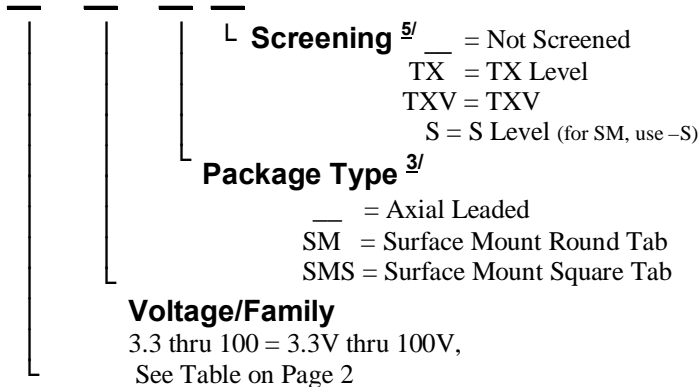 Screening 5/ __ = Not Screened
TX = TX Level
TXV = TXV
S = S Level (for SM, use –S)
Package Type 3/
__ = Axial Leaded
SM = Surface Mount Round Tab
SMS = Surface Mount Square Tab
Voltage/Family
3.3 thru 100 = 3.3V thru 100V,
See Table on Page 2